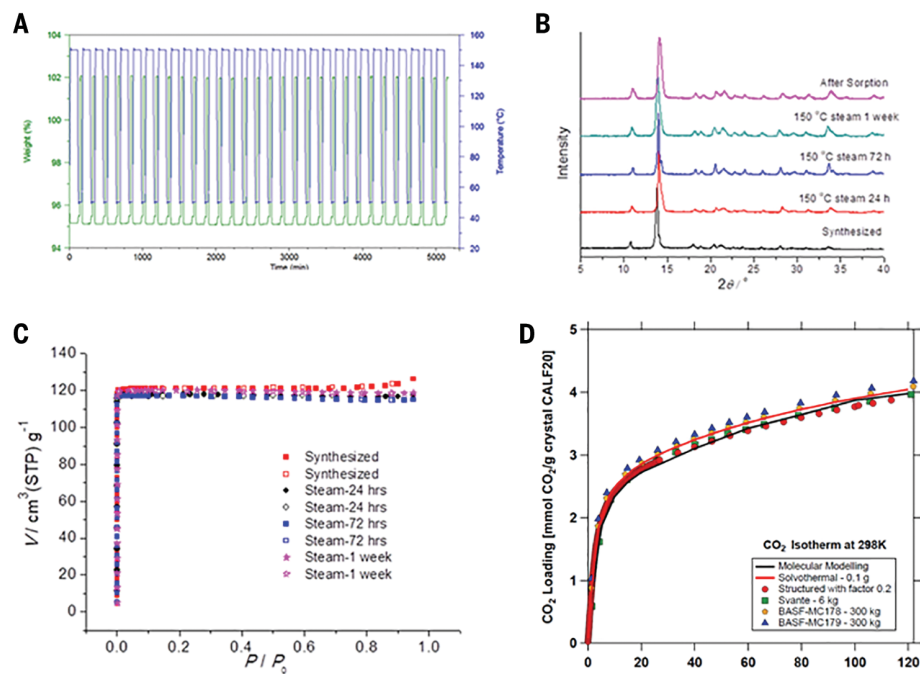 A
104
102
100
98
96
94
Weight (%)
160
140
120
100
80
60
40
20
Temperature (°C)
0
1000
2000
3000
4000
5000
Time (min)
B
Intensity
After Sorption
150 °C steam 1 week
150 °C steam 72 h
150 °C steam 24 h
Synthesized
5 10 15 20 25 30 35 40
2θ / °
C
140
120
100
80
60
40
20
0
V / cm³(STP) g⁻¹
Synthesized
Synthesized
Steam-24 hrs
Steam-24 hrs
Steam-72 hrs
Steam-72 hrs
Steam-1 week
Steam-1 week
0.0 0.2 0.4 0.6 0.8 1.0
P / P₀
D
5
4
3
2
1
0
CO₂ Loading [mmol CO₂/g crystal CALF20]
CO₂ Isotherm at 298K
Molecular Modelling
Solvothermal - 0.1 g
Structured with factor 0.2
Svante - 6 kg
BASF-MC178 - 300 kg
BASF-MC179 - 300 kg
0 20 40 60 80 100 120